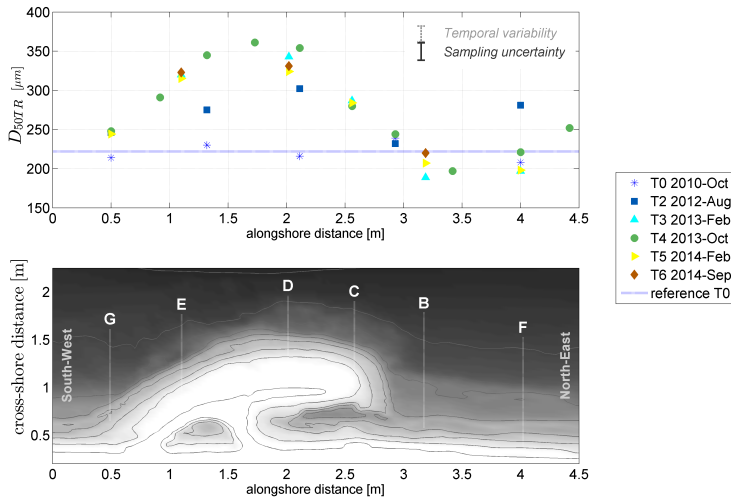 400
350
300
250
200
150
D50TR [μm]
Temporal variability
Sampling uncertainty
0 0.5 1 1.5 2 2.5 3 3.5 4 4.5
alongshore distance [m]
T0 2010-Oct
T2 2012-Aug
T3 2013-Feb
T4 2013-Oct
T5 2014-Feb
T6 2014-Sep
reference T0
2
1.5
1
0.5
cross-shore distance [m]
South-West
G E D C B F
North-East
0 0.5 1 1.5 2 2.5 3 3.5 4 4.5
alongshore distance [m]